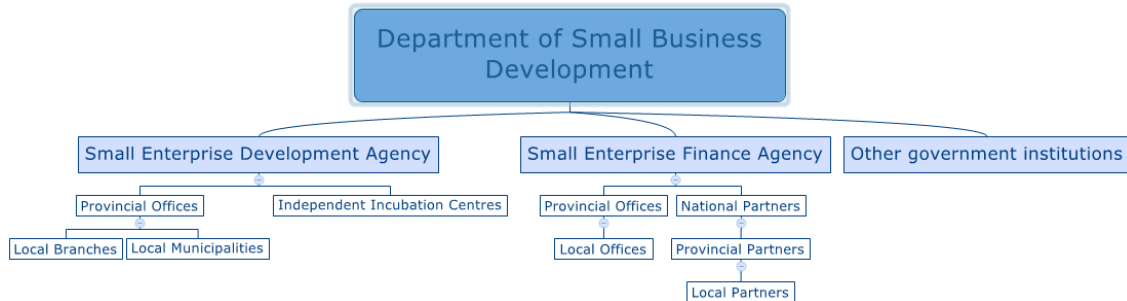 Department of Small Business
Development
Small Enterprise Development Agency
Small Enterprise Finance Agency
Other government institutions
Provincial Offices
Independent Incubation Centres
Provincial Offices
National Partners
Local Branches
Local Municipalities
Local Offices
Provincial Partners
Local Partners